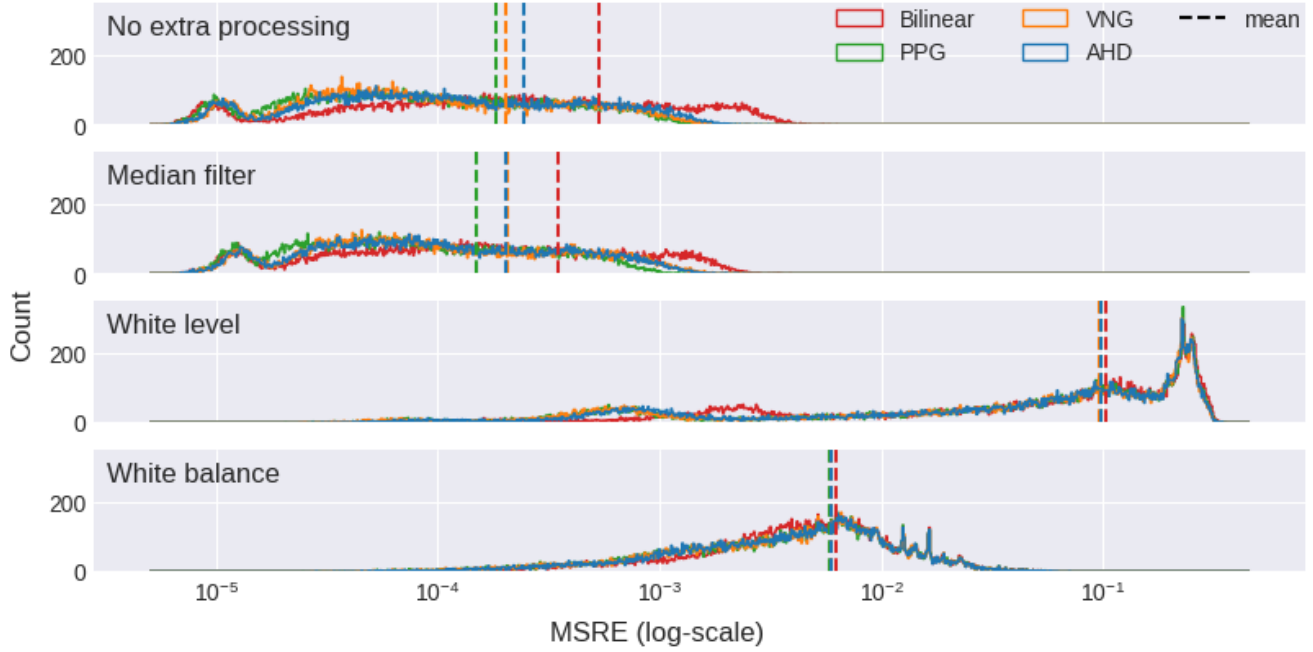 No extra processing
Bilinear
VNG
mean
PPG
AHD
200
0
Median filter
200
0
White level
200
0
White balance
200
0
Count
10⁻⁵
10⁻⁴
10⁻³
10⁻²
10⁻¹
MSRE (log-scale)